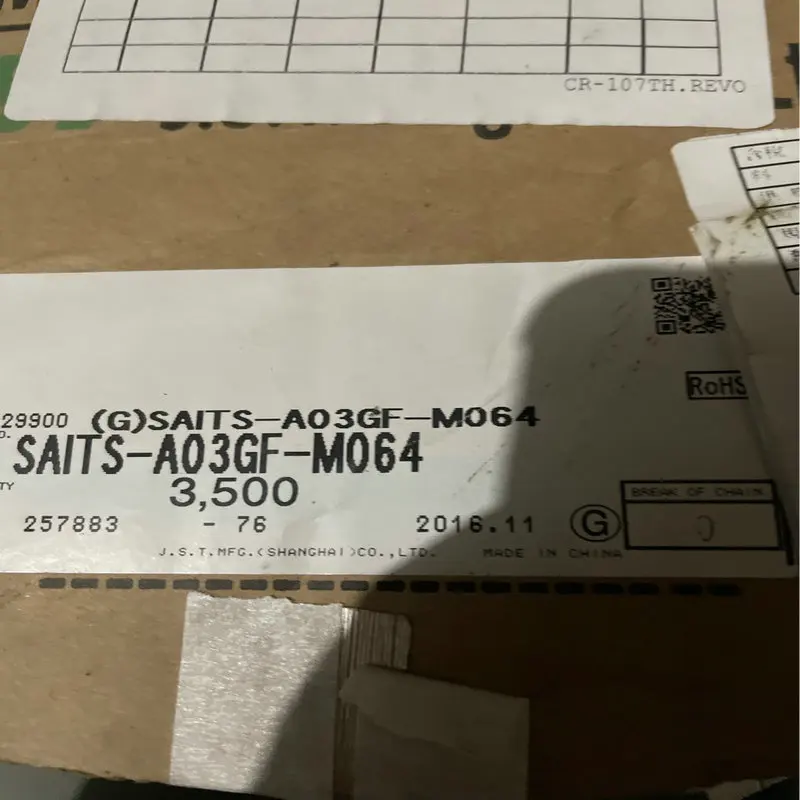 CR-107TH.REVO
RoHS
29900 (G)SAITS-A03GF-M064
SAITS-A03GF-M064
TY 3,500
BREAK OF CHAIN
257883 - 76 2016.11 G
J.S.T.MFG.(SHANGHAI)CO.,LTD. MADE IN CHINA